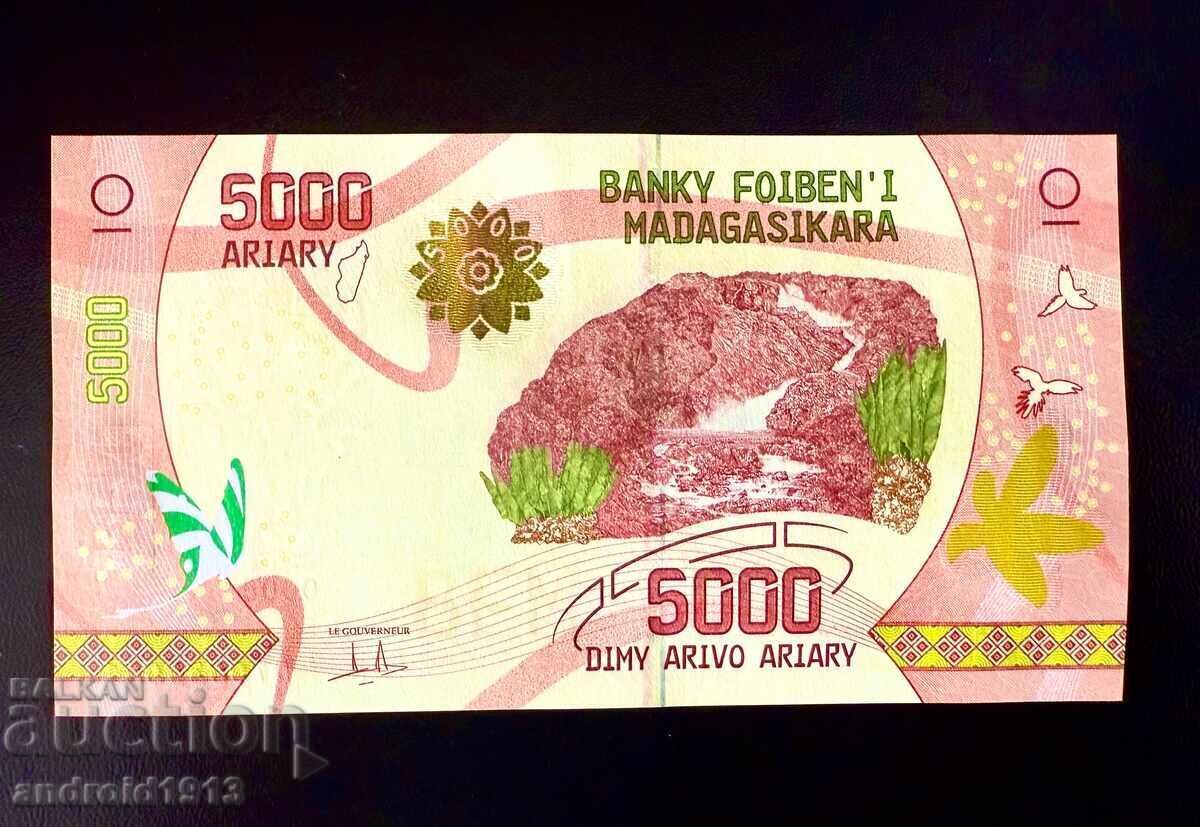 5000
ARIARY
BANKY FOIBEN'I
MADAGASIKARA
5000
LE GOUVERNEUR
5000
DIMY ARIVO ARIARY
BALKAN
auction
android1913